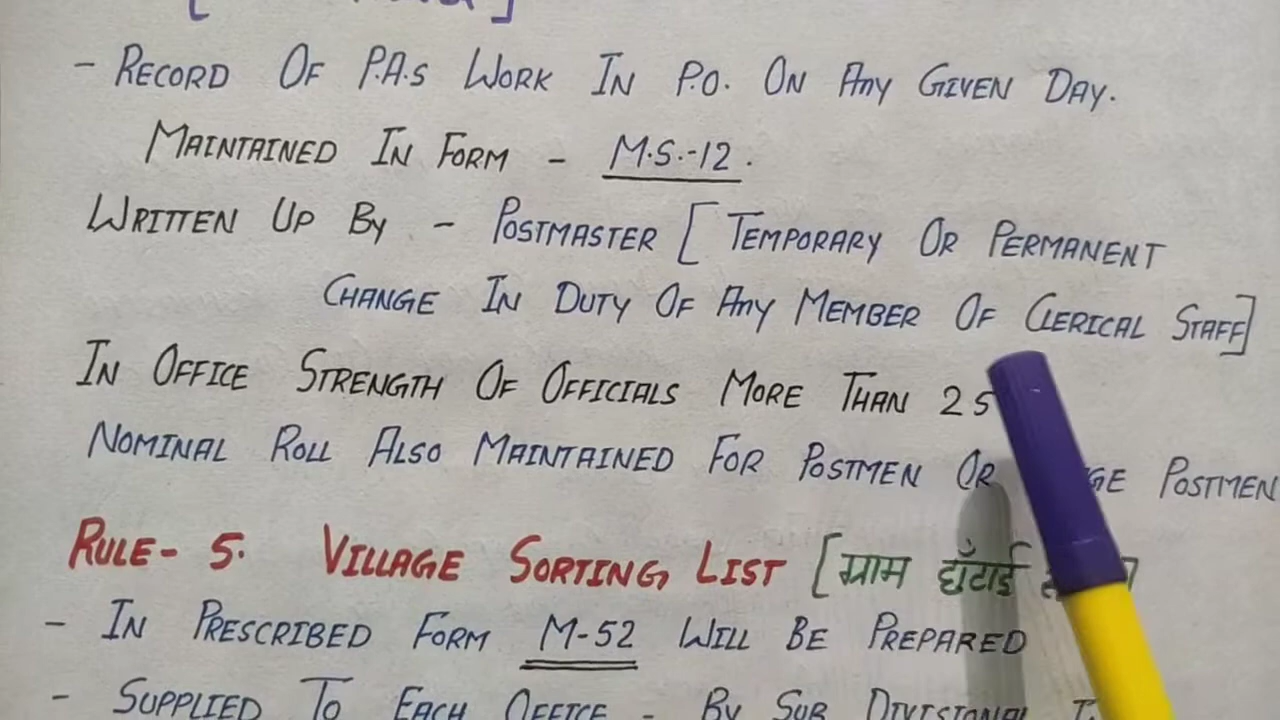 - RECORD OF P.A.s WORK IN P.O. ON ANY GIVEN DAY.
MAINTAINED IN FORM - M.S.-12.
WRITTEN UP BY - POSTMASTER [ TEMPORARY OR PERMANENT
CHANGE IN DUTY OF ANY MEMBER OF CLERICAL STAFF]
IN OFFICE STRENGTH OF OFFICIALS MORE THAN 25
NOMINAL ROLL ALSO MAINTAINED FOR POSTMEN OR POSTMEN
RULE- 5. VILLAGE SORTING LIST [ग्राम छँटाई
- IN PRESCRIBED FORM M-52 WILL BE PREPARED
- SUPPLIED TO EACH OFFICE - BY SUB DIVISIONAL